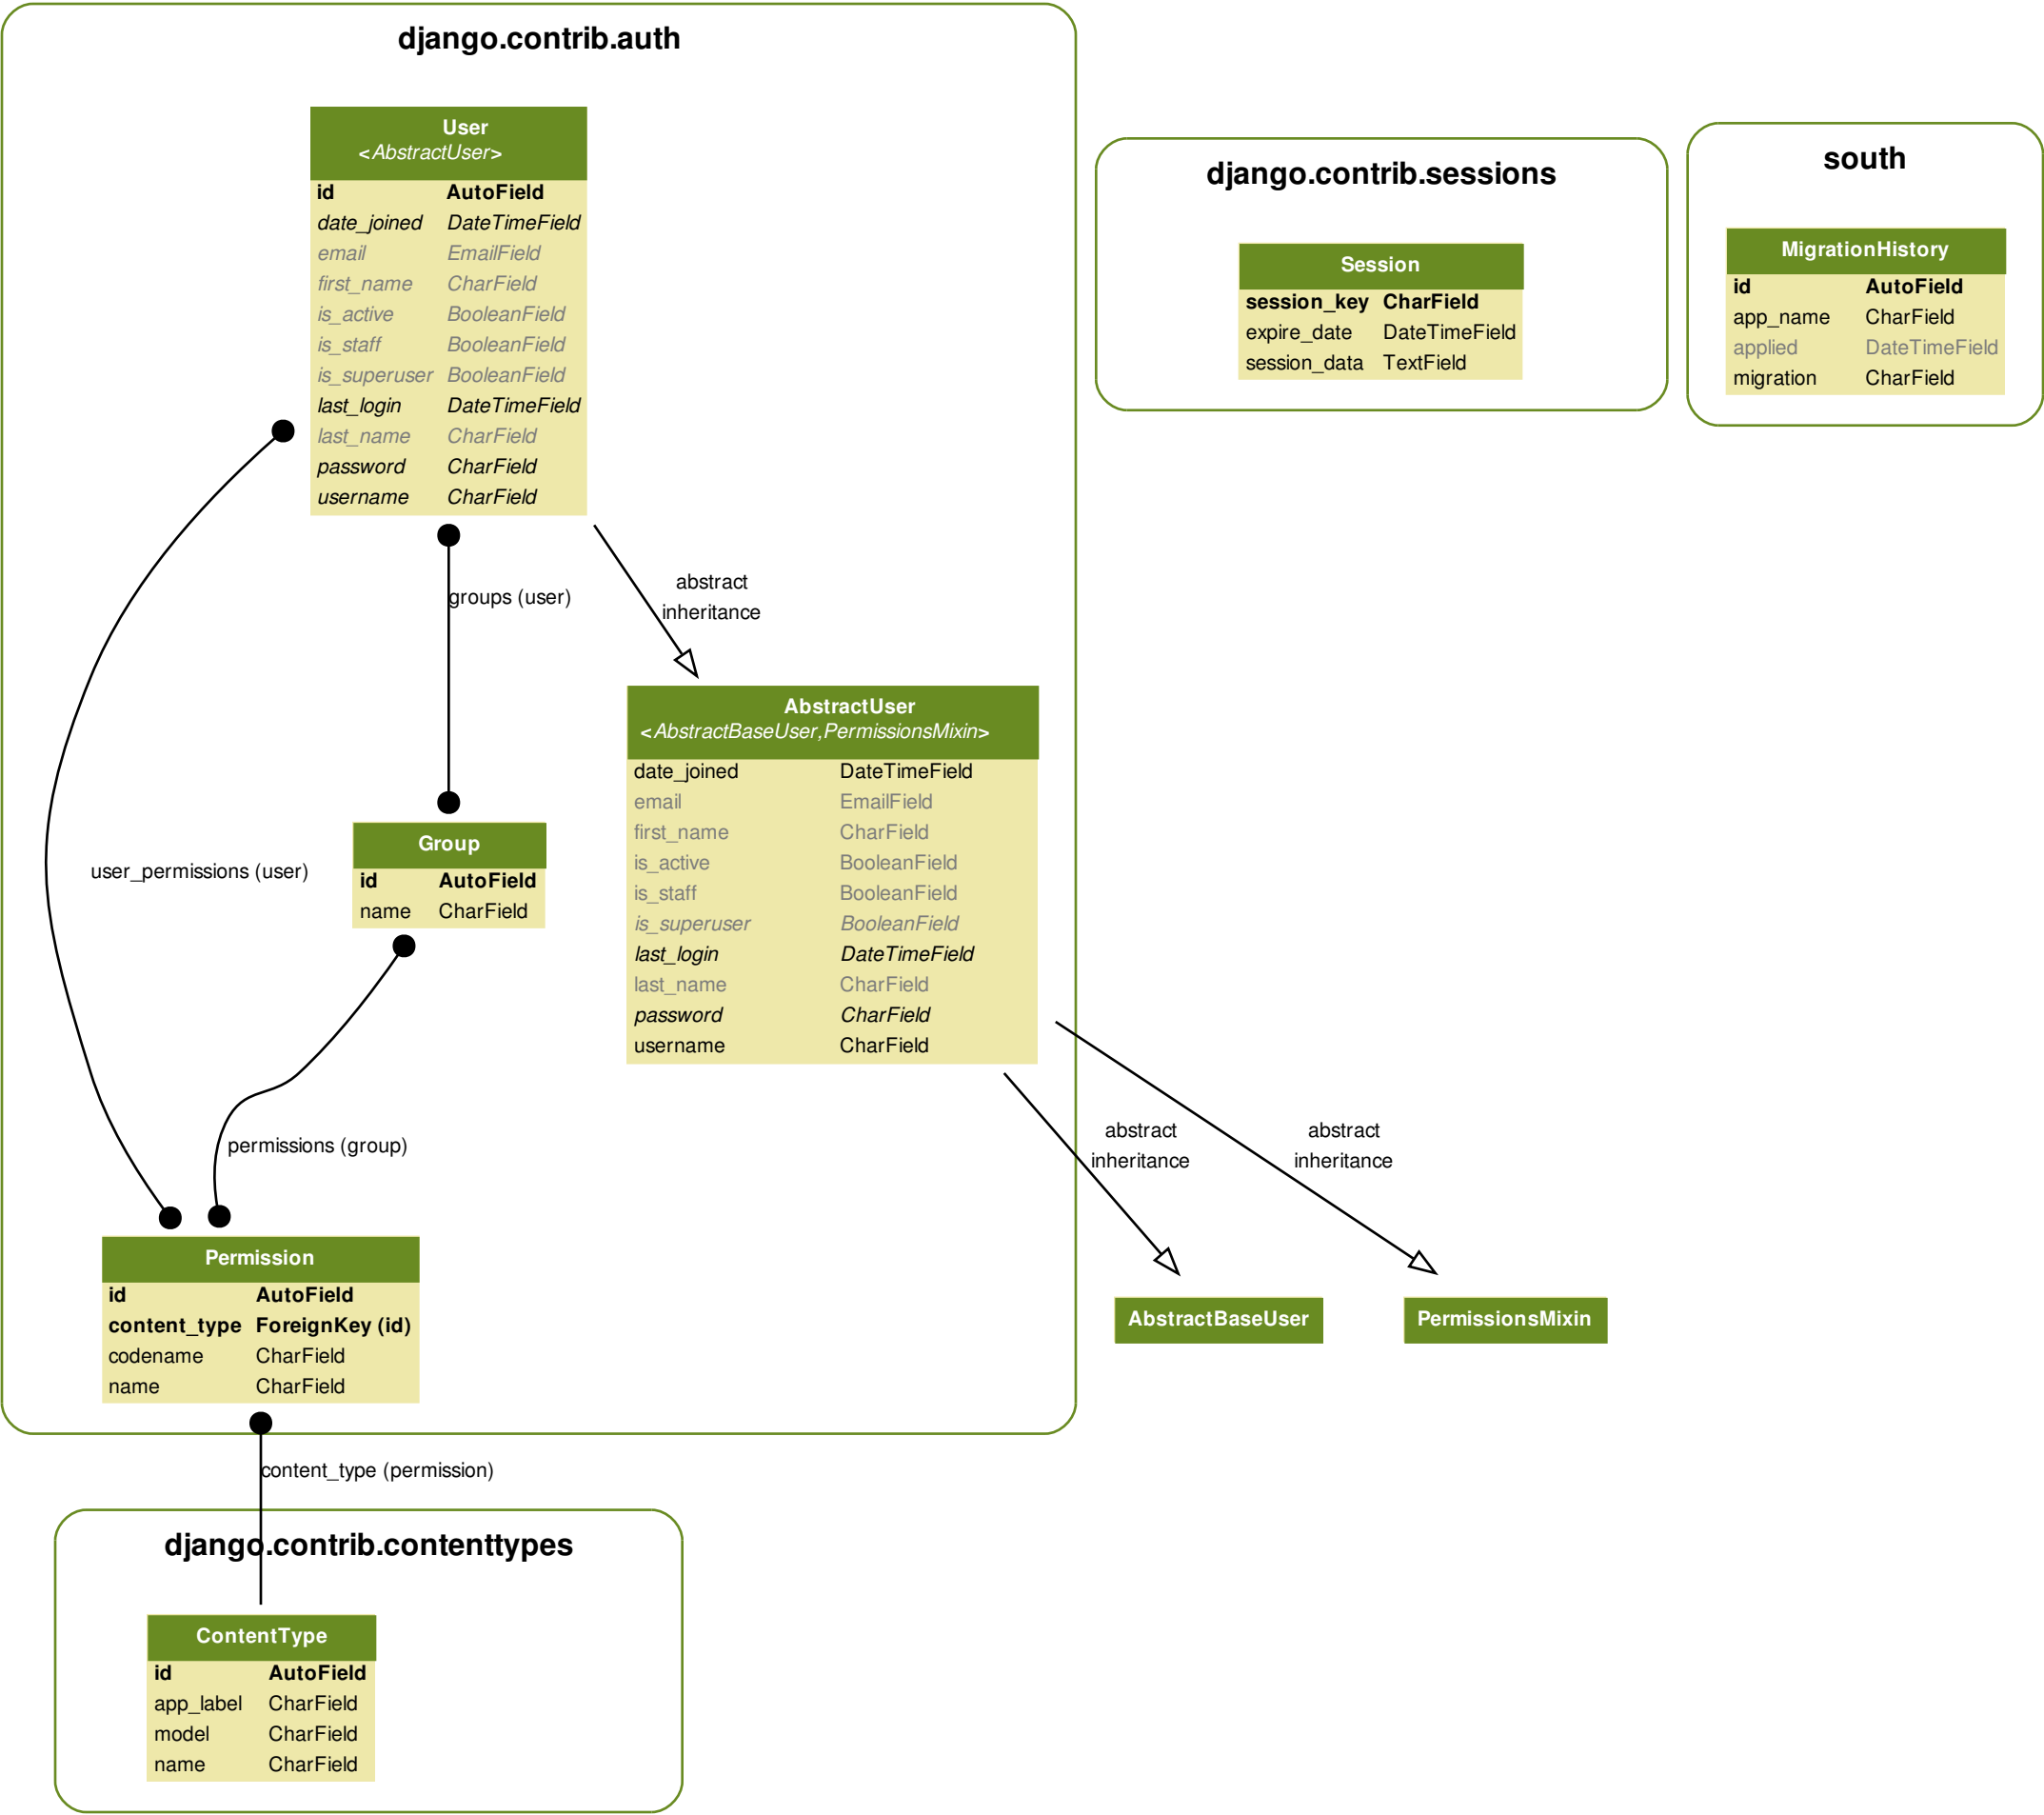 django.contrib.auth
User
<AbstractUser>
id AutoField
date_joined DateTimeField
email EmailField
first_name CharField
is_active BooleanField
is_staff BooleanField
is_superuser BooleanField
last_login DateTimeField
last_name CharField
password CharField
username CharField
groups (user)
abstract
inheritance
AbstractUser
<AbstractBaseUser,PermissionsMixin>
date_joined DateTimeField
email EmailField
first_name CharField
is_active BooleanField
is_staff BooleanField
is_superuser BooleanField
last_login DateTimeField
last_name CharField
password CharField
username CharField
user_permissions (user)
Group
id AutoField
name CharField
permissions (group)
abstract
inheritance
abstract
inheritance
Permission
id AutoField
content_type ForeignKey (id)
codename CharField
name CharField
AbstractBaseUser
PermissionsMixin
content_type (permission)
django.contrib.contenttypes
ContentType
id AutoField
app_label CharField
model CharField
name CharField
django.contrib.sessions
Session
session_key CharField
expire_date DateTimeField
session_data TextField
south
MigrationHistory
id AutoField
app_name CharField
applied DateTimeField
migration CharField